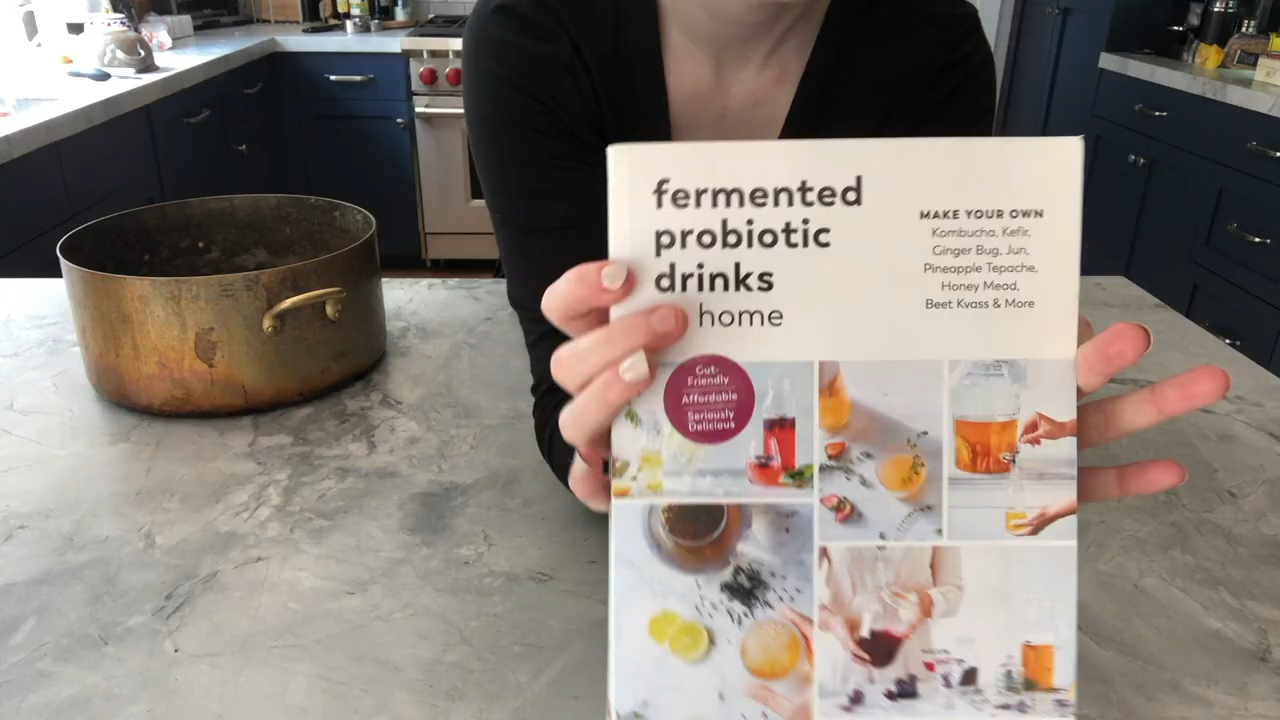 fermented
probiotic
drinks
home
MAKE YOUR OWN
Kombucha, Kefir,
Ginger Bug, Jun,
Pineapple Tepache,
Honey Mead,
Beet Kvass & More
Gut-
Friendly
Affordable
Seriously
Delicious